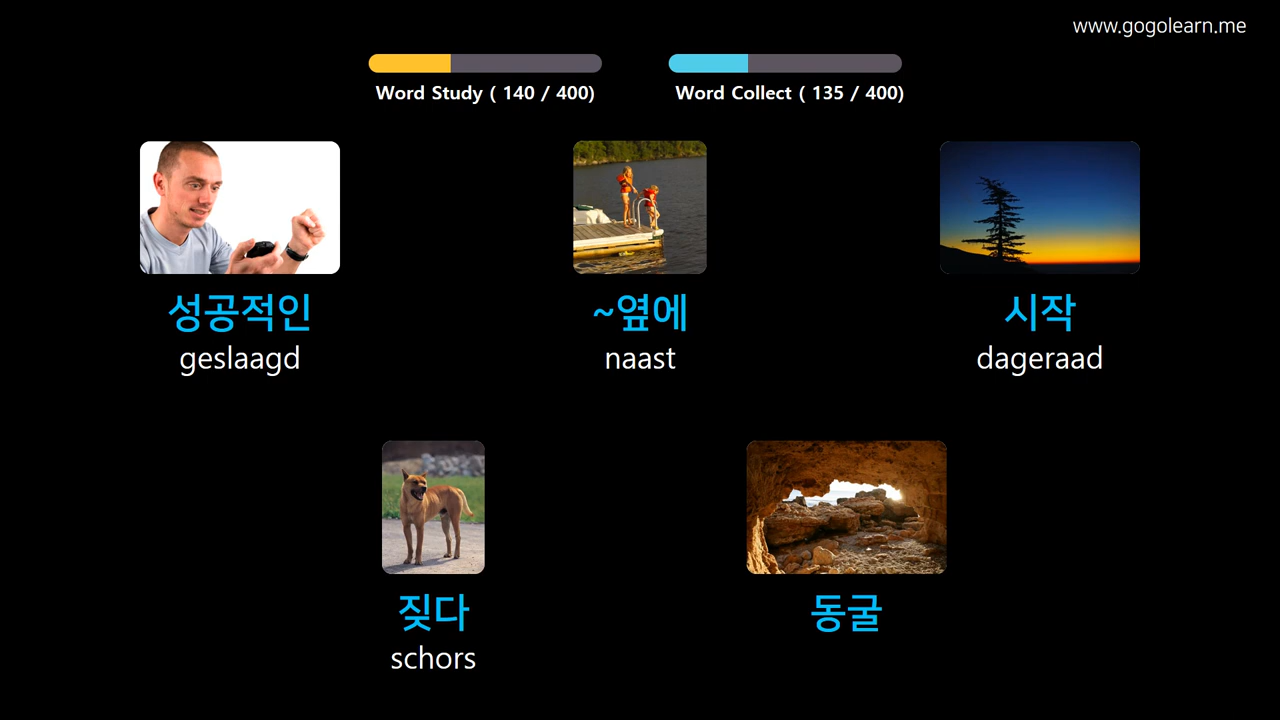 www.gogolearn.me
Word Study ( 140 / 400)
Word Collect ( 135 / 400)
성공적인
geslaagd
~옆에
naast
시작
dageraad
짖다
schors
동굴